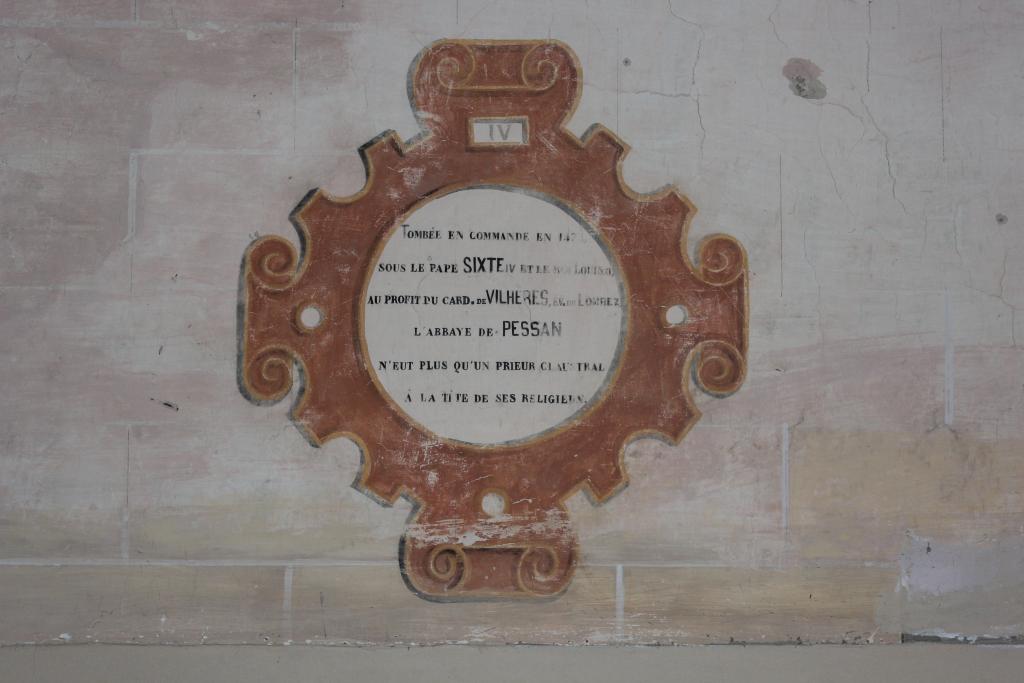 IV
TOMBÉE EN COMMANDE EN
SOUS LE PAPE SIXTE IV ET LE ROI LOUIS
AU PROFIT DU CARD. DE VILHERES, EV. DE LOMBEZ
L'ABBAYE DE PESSAN
N'EUT PLUS QU'UN PRIEUR CLAUSTRAL
À LA TÊTE DE SES RELIGIEUX.